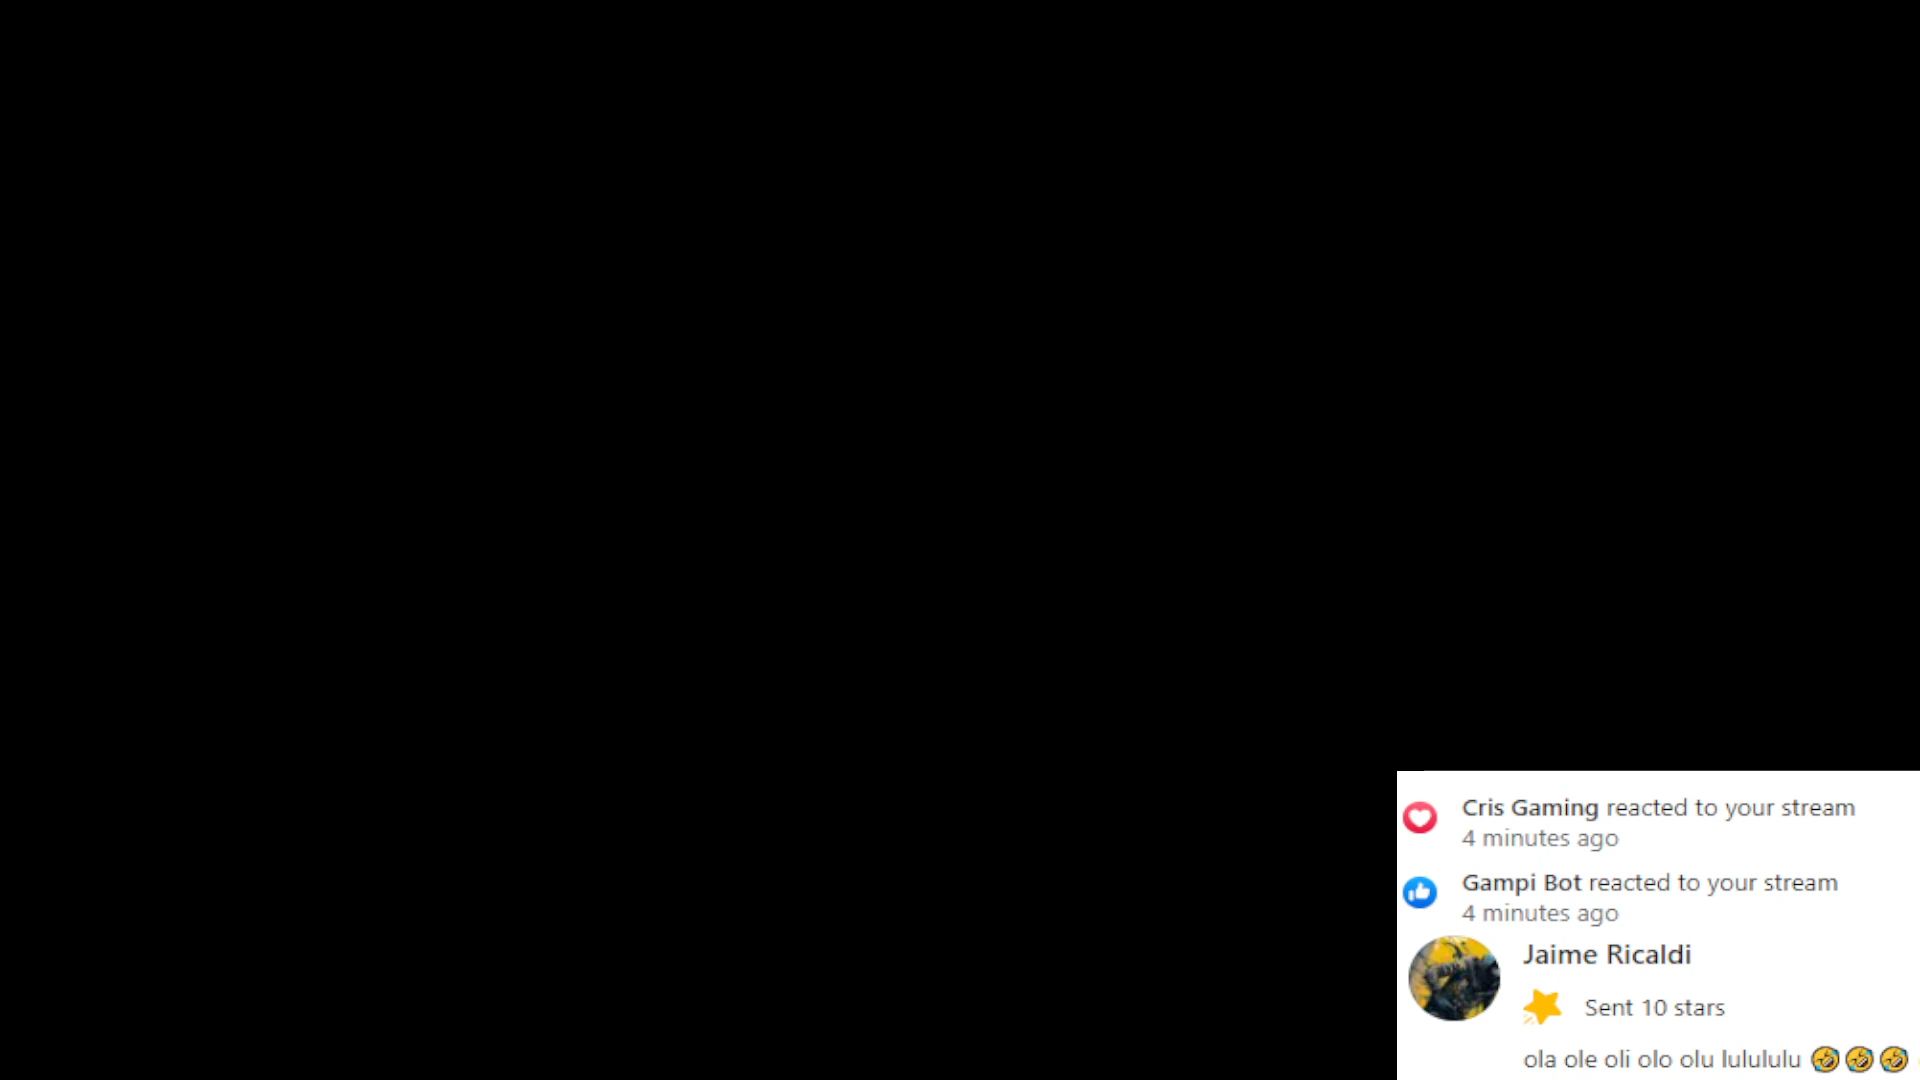 Cris Gaming reacted to your stream
4 minutes ago
Gampi Bot reacted to your stream
4 minutes ago
Jaime Ricaldi
Sent 10 stars
ola ole oli olo olu lulululu 🤣🤣🤣